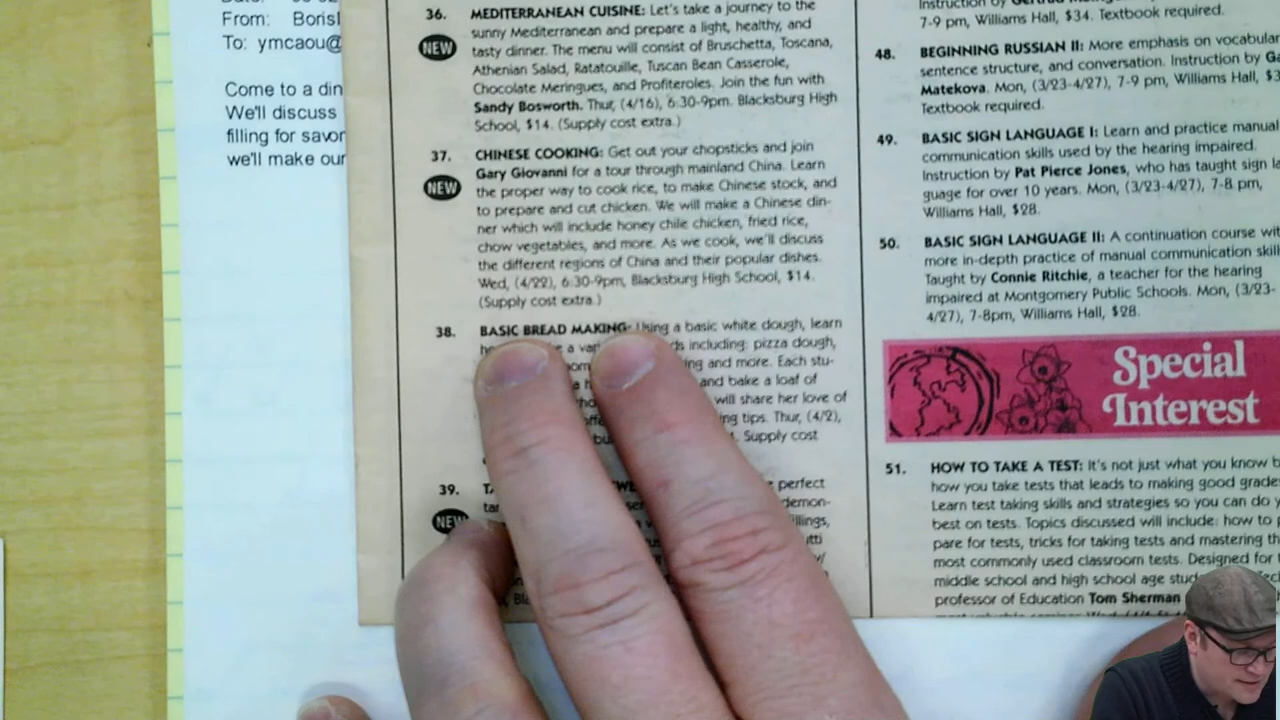 From: Borisl
To: ymcaou@
Come to a din
We'll discuss
filling for savor
we'll make our
36. MEDITERRANEAN CUISINE: Let's take a journey to the
NEW
sunny Mediterranean and prepare a light, healthy, and
tasty dinner. The menu will consist of Bruschetta, Toscana,
Athenian Salad, Ratatouille, Tuscan Bean Casserole,
Chocolate Meringues, and Profiteroles. Join the fun with
Sandy Bosworth. Thur, (4/16), 6:30-9pm. Blacksburg High
School, $14. (Supply cost extra.)
37. CHINESE COOKING: Get out your chopsticks and join
NEW
Gary Giovanni for a tour through mainland China. Learn
the proper way to cook rice, to make Chinese stock, and
to prepare and cut chicken. We will make a Chinese din-
ner which will include honey chile chicken, fried rice,
chow vegetables, and more. As we cook, we'll discuss
the different regions of China and their popular dishes.
Wed, (4/22), 6:30-9pm, Blacksburg High School, $14.
(Supply cost extra.)
38. BASIC BREAD MAKING: Using a basic white dough, learn
e a var ds including: pizza dough,
ing and more. Each stu-
and bake a loaf of
will share her love of
ing tips. Thur, (4/2),
. Supply cost
39. perfect
NEW
demon-
illings,
7-9 pm, Williams Hall, $34. Textbook required.
48. BEGINNING RUSSIAN II: More emphasis on vocabular
sentence structure, and conversation. Instruction by Ga
Matekova. Mon, (3/23-4/27), 7-9 pm, Williams Hall, $3
Textbook required.
49. BASIC SIGN LANGUAGE I: Learn and practice manual
communication skills used by the hearing impaired.
Instruction by Pat Pierce Jones, who has taught sign la
guage for over 10 years. Mon, (3/23-4/27), 7-8 pm,
Williams Hall, $28.
50. BASIC SIGN LANGUAGE II: A continuation course wit
more in-depth practice of manual communication skill
Taught by Connie Ritchie, a teacher for the hearing
impaired at Montgomery Public Schools. Mon, (3/23-
4/27), 7-8pm, Williams Hall, $28.
Special
Interest
51. HOW TO TAKE A TEST: It's not just what you know b
how you take tests that leads to making good grade
Learn test taking skills and strategies so you can do y
best on tests. Topics discussed will include: how to p
pare for tests, tricks for taking tests and mastering th
most commonly used classroom tests. Designed for
middle school and high school age stud
professor of Education Tom Sherman